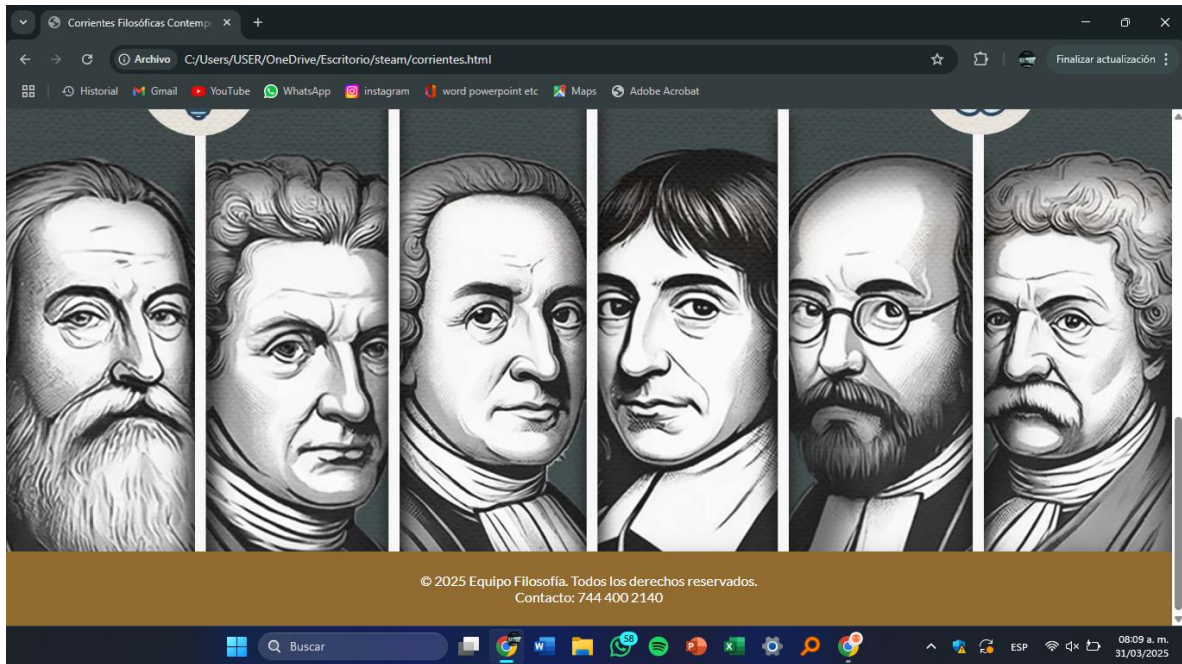 Corrientes Filosóficas Contemp
Archivo C:/Users/USER/OneDrive/Escritorio/steam/corrientes.html
Finalizar actualización
Historial Gmail YouTube WhatsApp instagram word powerpoint etc Maps Adobe Acrobat
© 2025 Equipo Filosofía. Todos los derechos reservados.
Contacto: 744 400 2140
Buscar
58
ESP
08:09 a. m.
31/03/2025